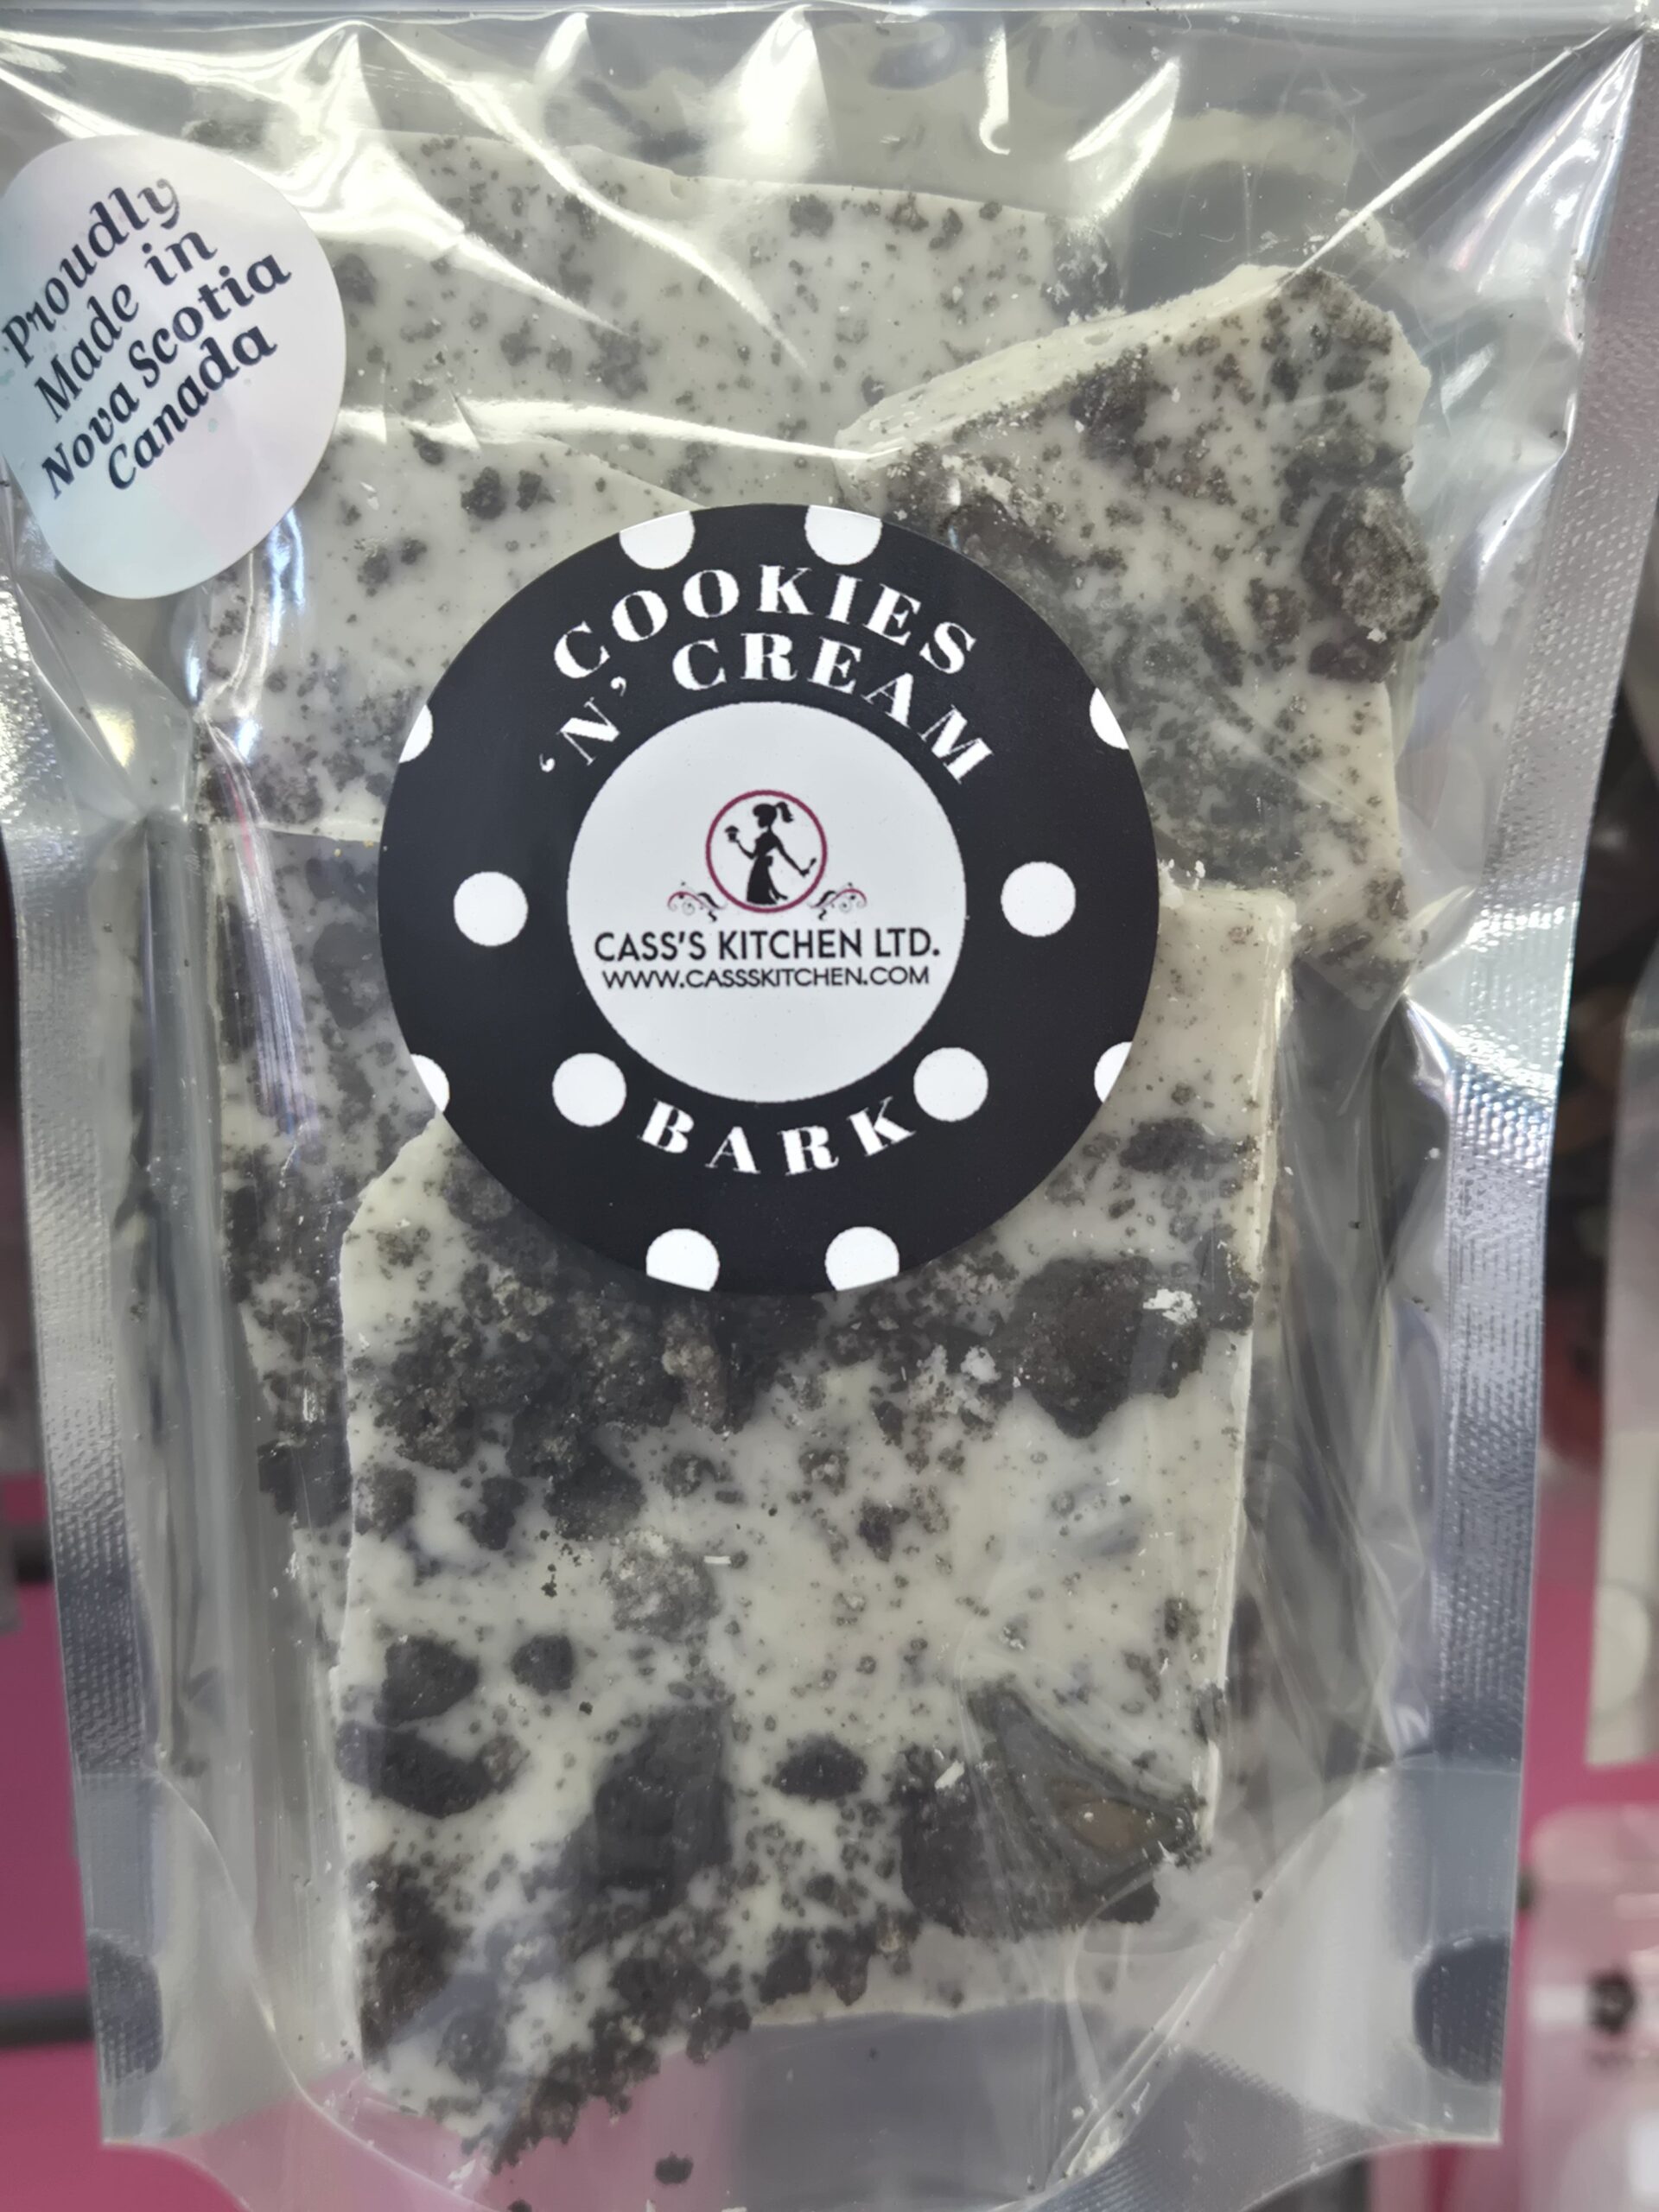 Proudly
Made in
Nova Scotia
Canada
COOKIES
‘N’ CREAM
CASS'S KITCHEN LTD.
WWW.CASSSKITCHEN.COM
BARK